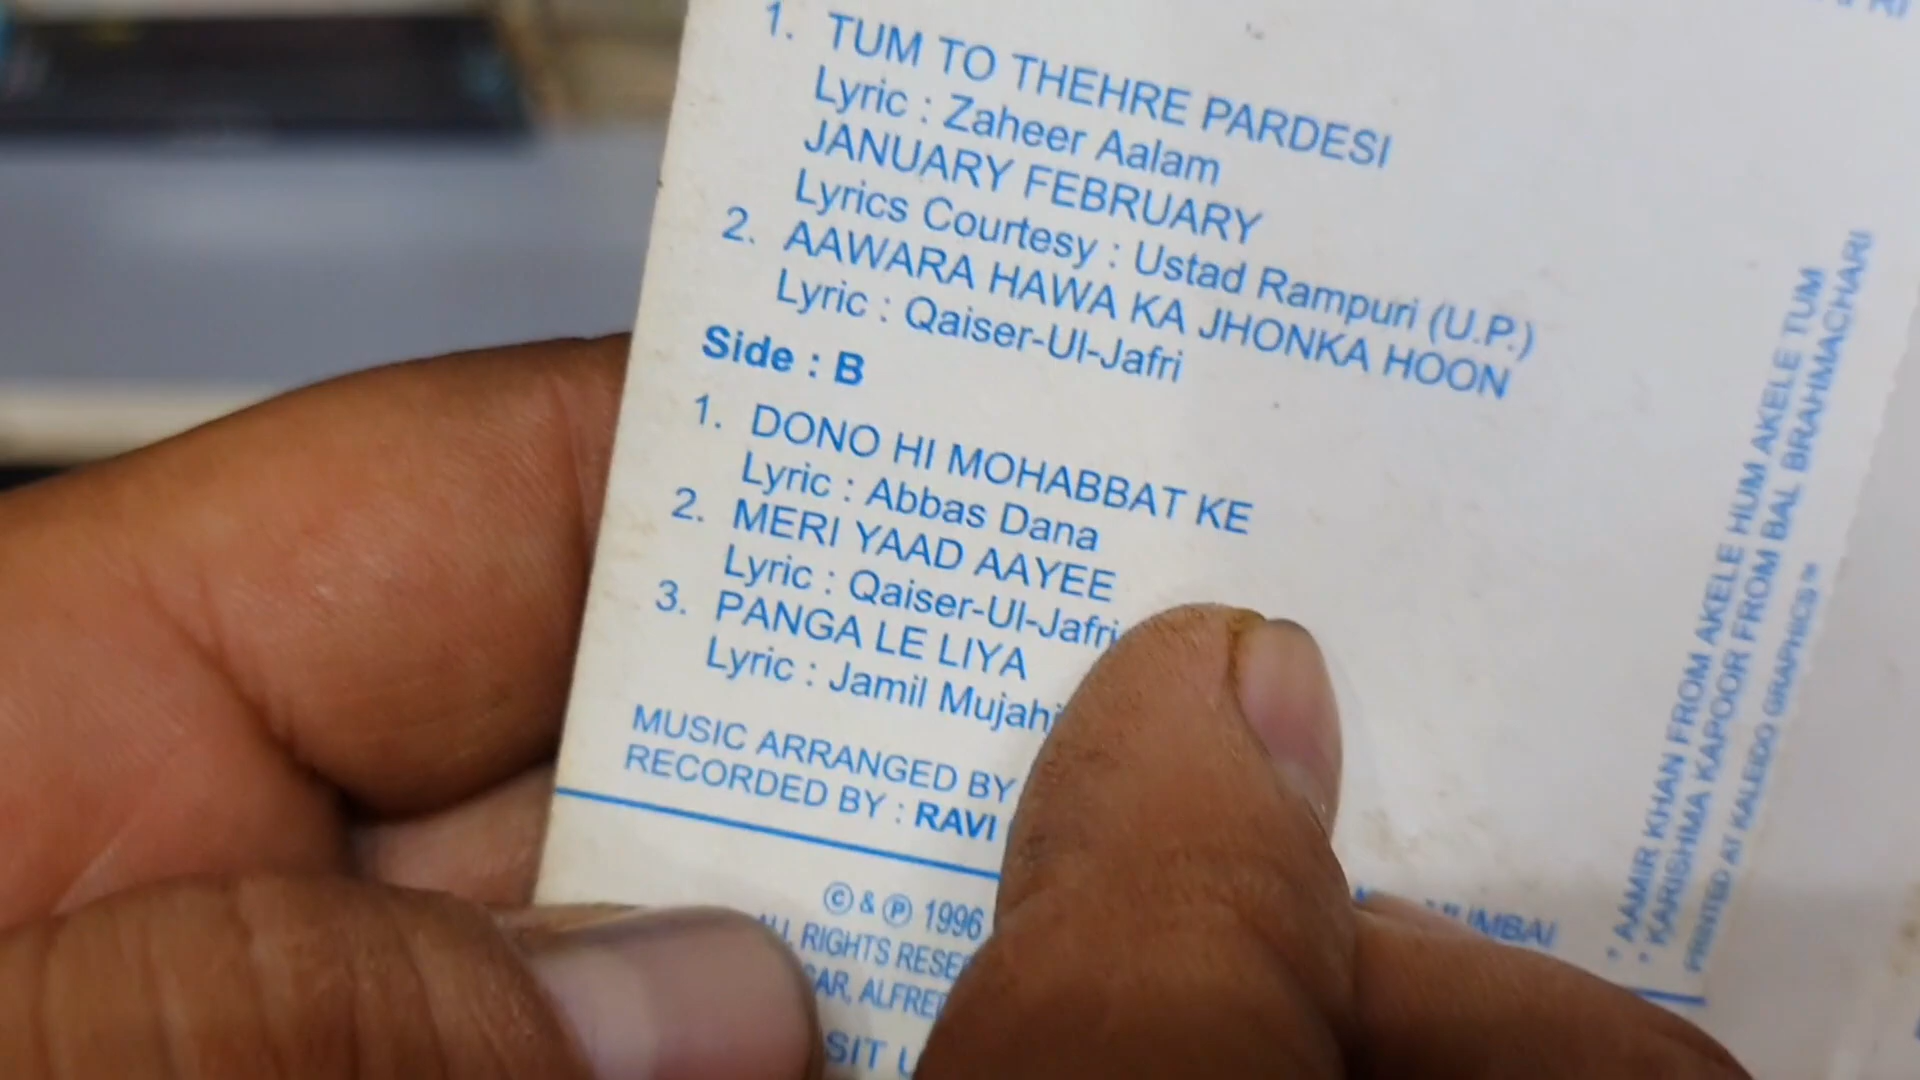 1. TUM TO THEHRE PARDESI
Lyric : Zaheer Aalam
JANUARY FEBRUARY
Lyrics Courtesy : Ustad Rampuri (U.P.)
2. AAWARA HAWA KA JHONKA HOON
Lyric : Qaiser-Ul-Jafri
Side : B
1. DONO HI MOHABBAT KE
Lyric : Abbas Dana
2. MERI YAAD AAYEE
Lyric : Qaiser-Ul-Jafri
3. PANGA LE LIYA
Lyric : Jamil
MUSIC ARRANGED BY
RECORDED BY : RAVI
© & ℗ 1996
RIGHTS
MUMBAI
* AAMIR KHAN FROM AKELE HUM AKELE TUM
* KARISHMA KAPOOR FROM BAL BRAHMACHARI
PRINTED AT KALEIDO GRAPHICS™